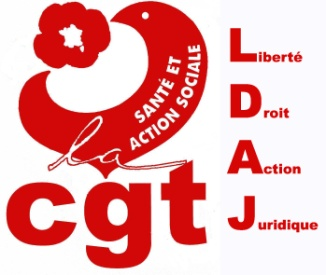 SANTÉ ET
ACTION SOCIALE
la
cgt
Liberté
Droit
Action
Juridique